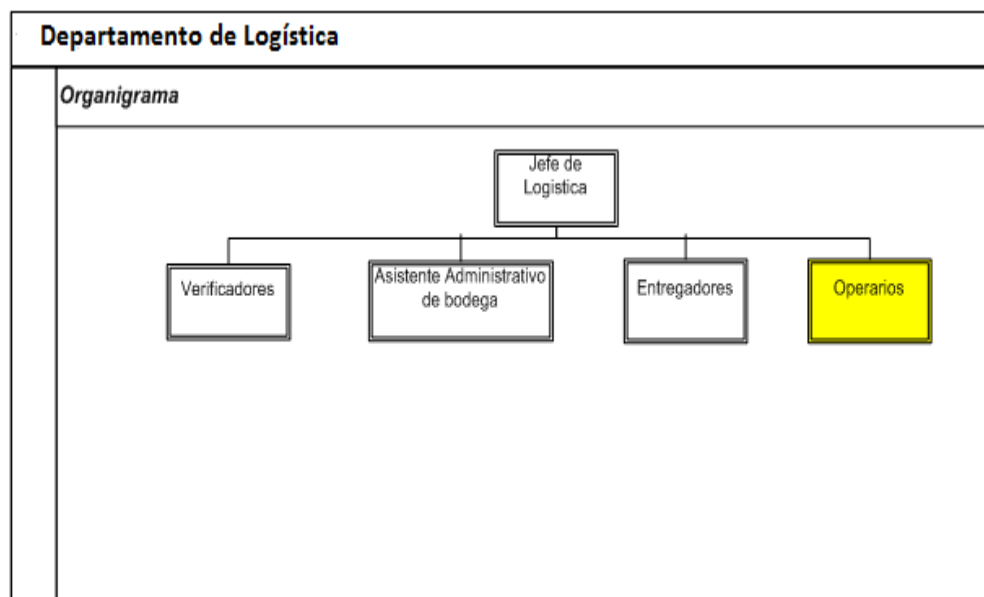 Departamento de Logística
Organigrama
Jefe de
Logistica
Verificadores
Asistente Administrativo
de bodega
Entregadores
Operarios